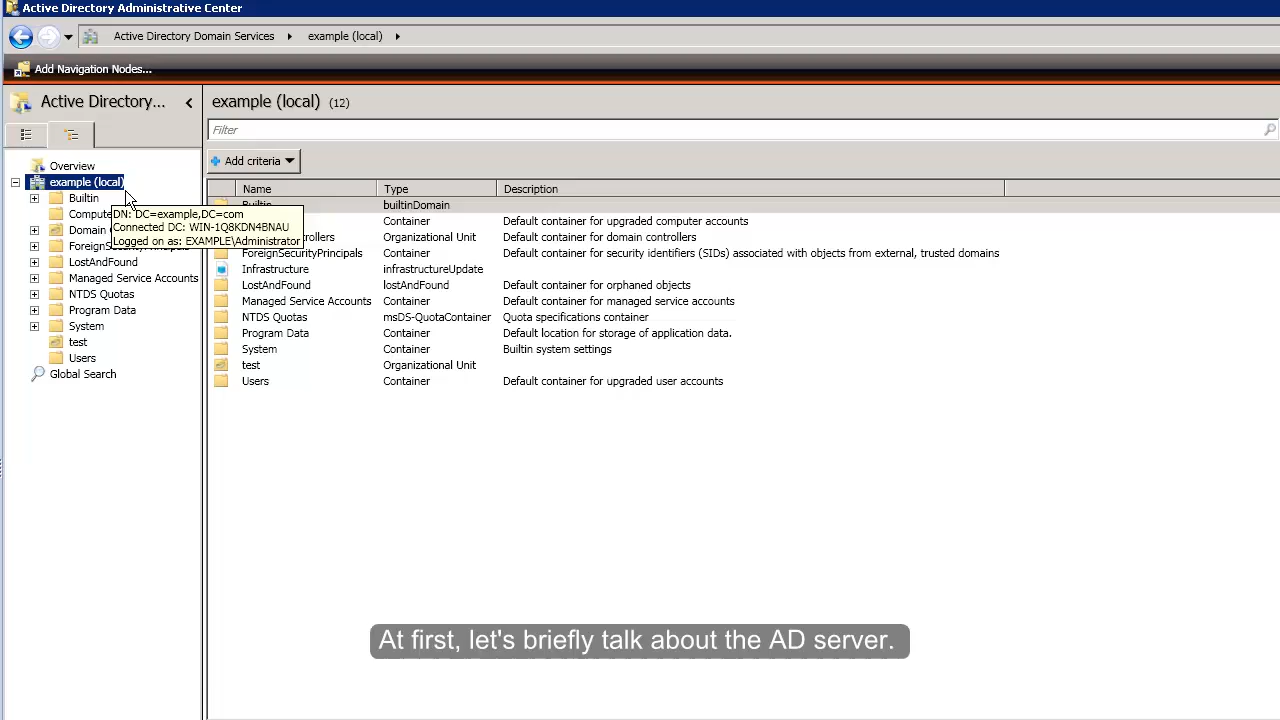 Active Directory Administrative Center
Active Directory Domain Services
example (local)
Add Navigation Nodes...
Active Directory...
Overview
example (local)
Builtin
Compute
Domain
ForeignSecurityPrincipals
LostAndFound
Managed Service Accounts
NTDS Quotas
Program Data
System
test
Users
Global Search
DN: DC=example,DC=com
Connected DC: WIN-1Q8KDN4BNAU
Logged on as: EXAMPLE\Administrator
example (local) (12)
Filter
Add criteria
Name Type Description
Builtin builtinDomain
Container Default container for upgraded computer accounts
Organizational Unit Default container for domain controllers
ForeignSecurityPrincipals Container Default container for security identifiers (SIDs) associated with objects from external, trusted domains
Infrastructure infrastructureUpdate
LostAndFound lostAndFound Default container for orphaned objects
Managed Service Accounts Container Default container for managed service accounts
NTDS Quotas msDS-QuotaContainer Quota specifications container
Program Data Container Default location for storage of application data.
System Container Builtin system settings
test Organizational Unit
Users Container Default container for upgraded user accounts
At first, let's briefly talk about the AD server.